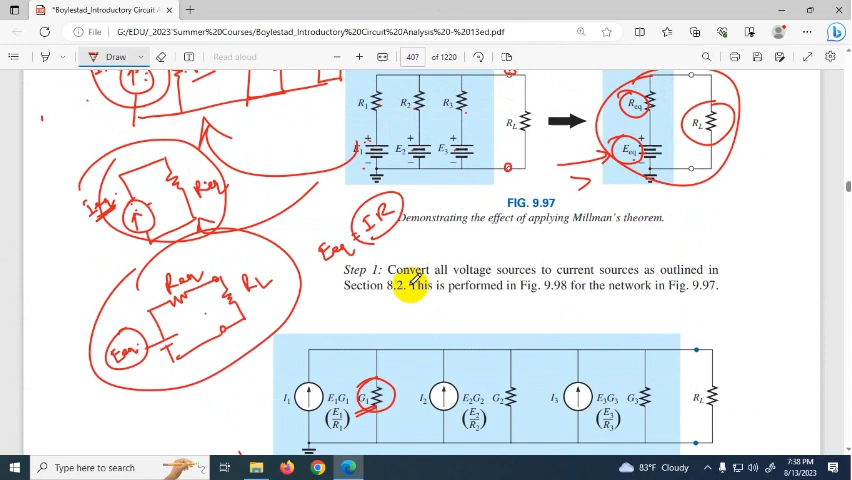 *Boylestad_Introductory Circuit A
File | G:/EDU/_2023'Summer%20Courses/Boylestad_Introductory%20Circuit%20Analysis%20-%2013ed.pdf
Draw
Read aloud
407 of 1220
R1 R2 R3 RL
E1 E2 E3
Req RL
Eeq
Ieq Req
FIG. 9.97
Demonstrating the effect of applying Millman's theorem.
Eeq = IR
Req RL
Eeq
Step 1: Convert all voltage sources to current sources as outlined in
Section 8.2. This is performed in Fig. 9.98 for the network in Fig. 9.97.
I1 E1G1 G1 I2 E2G2 G2 I3 E3G3 G3 RL
(E1/R1) (E2/R2) (E3/R3)
Type here to search
83°F Cloudy
7:38 PM
8/13/2023